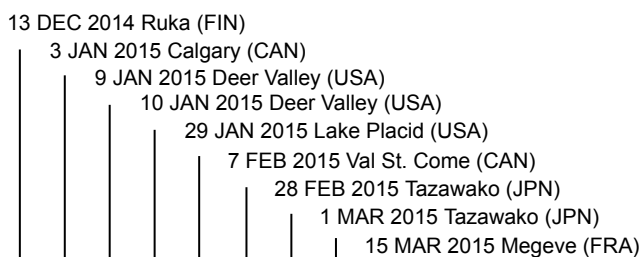 13 DEC 2014 Ruka (FIN)
3 JAN 2015 Calgary (CAN)
9 JAN 2015 Deer Valley (USA)
10 JAN 2015 Deer Valley (USA)
29 JAN 2015 Lake Placid (USA)
7 FEB 2015 Val St. Come (CAN)
28 FEB 2015 Tazawako (JPN)
1 MAR 2015 Tazawako (JPN)
15 MAR 2015 Megeve (FRA)